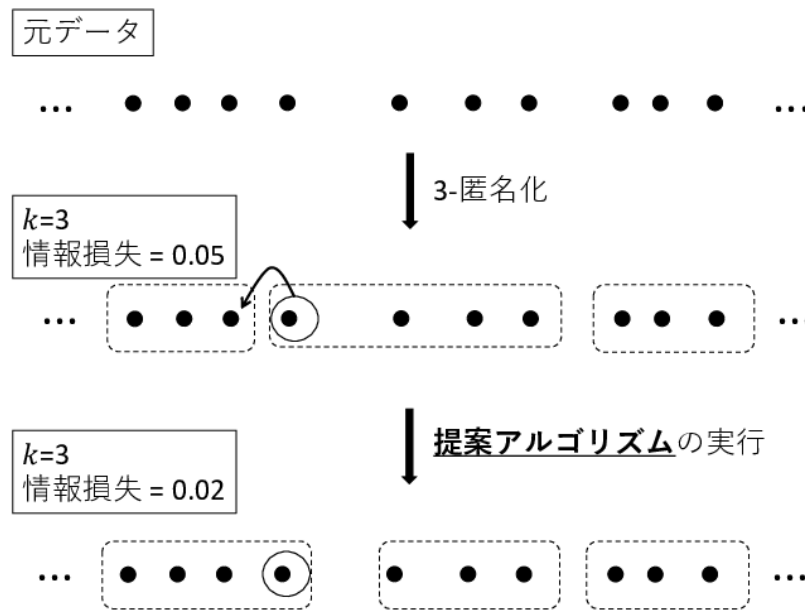 元データ
... ...
3-匿名化
k=3
情報損失 = 0.05
... ...
提案アルゴリズムの実行
k=3
情報損失 = 0.02
... ...